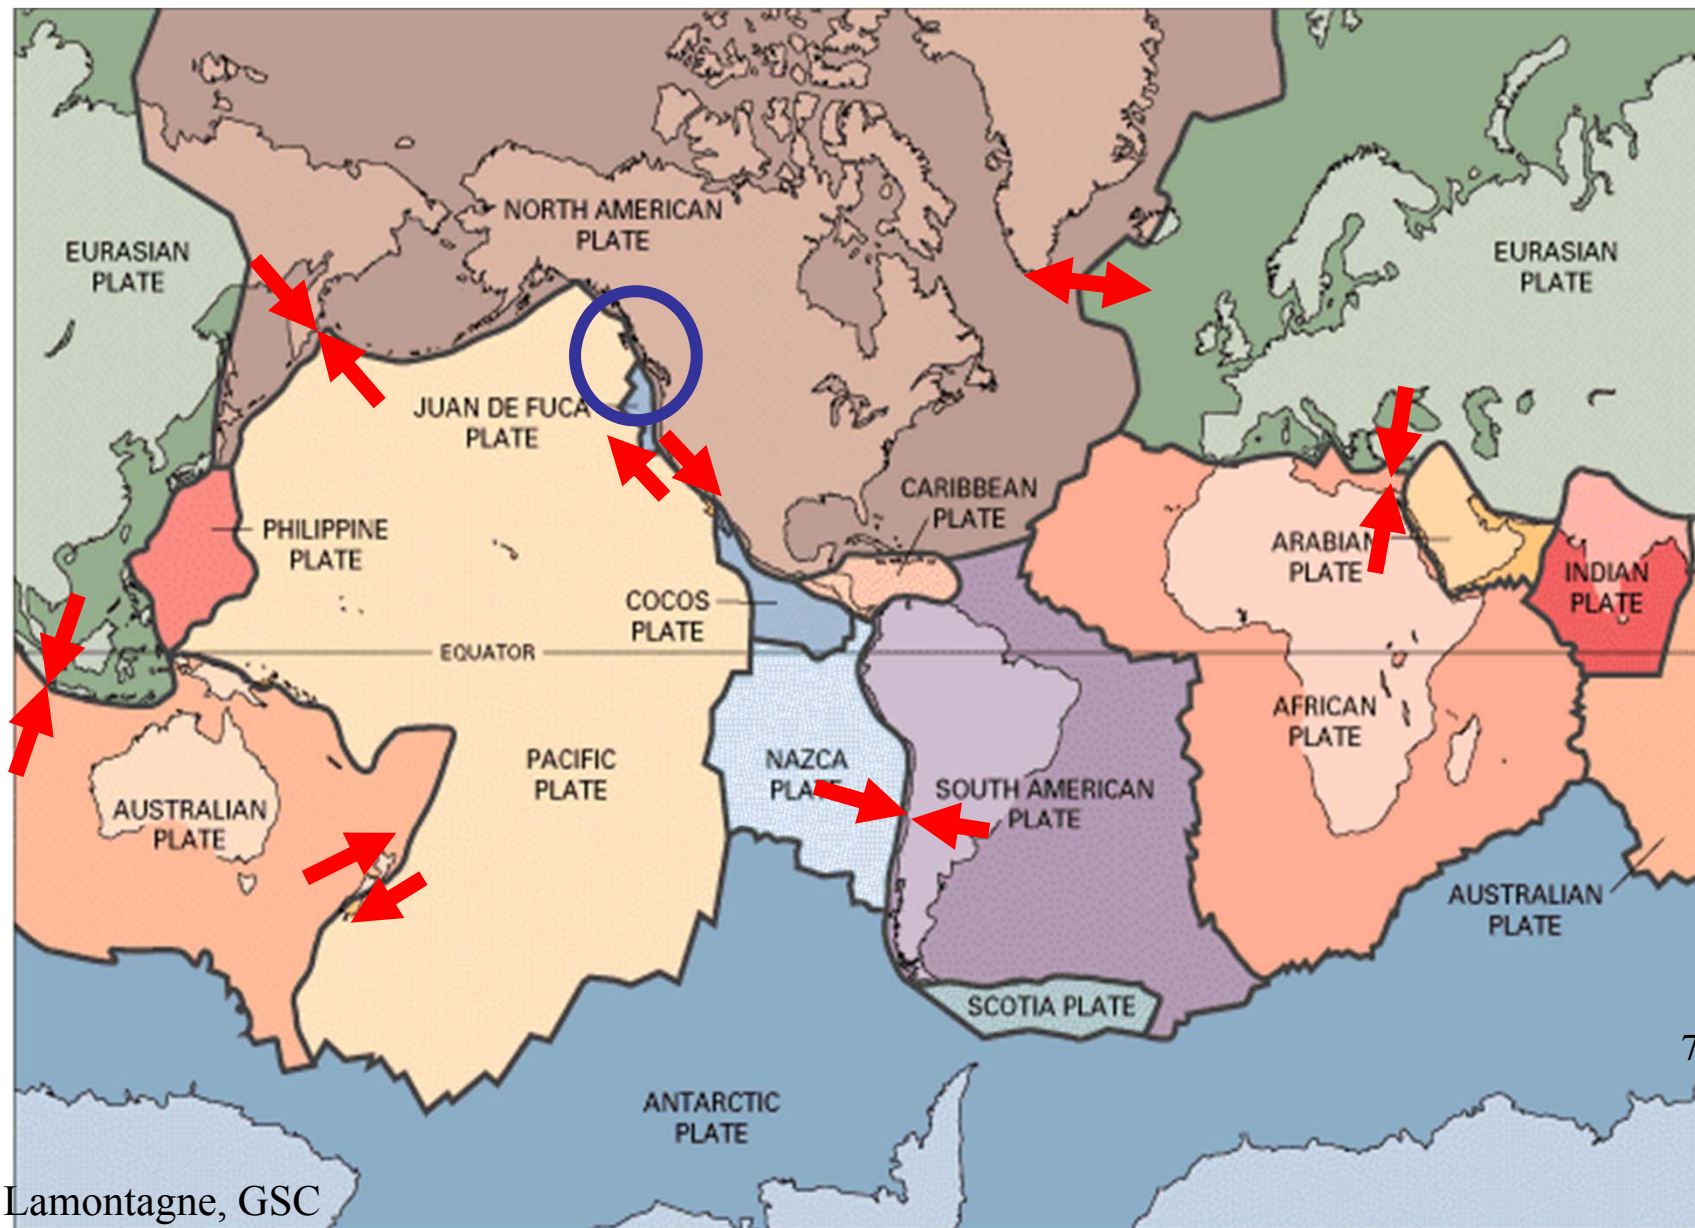 NORTH AMERICAN
PLATE
EURASIAN
PLATE
EURASIAN
PLATE
JUAN DE FUCA
PLATE
CARIBBEAN
PLATE
PHILIPPINE
PLATE
ARABIAN
PLATE
INDIAN
PLATE
COCOS
PLATE
EQUATOR
AFRICAN
PLATE
PACIFIC
PLATE
NAZCA
PLATE
SOUTH AMERICAN
PLATE
AUSTRALIAN
PLATE
AUSTRALIAN
PLATE
SCOTIA PLATE
7
ANTARCTIC
PLATE
Lamontagne, GSC